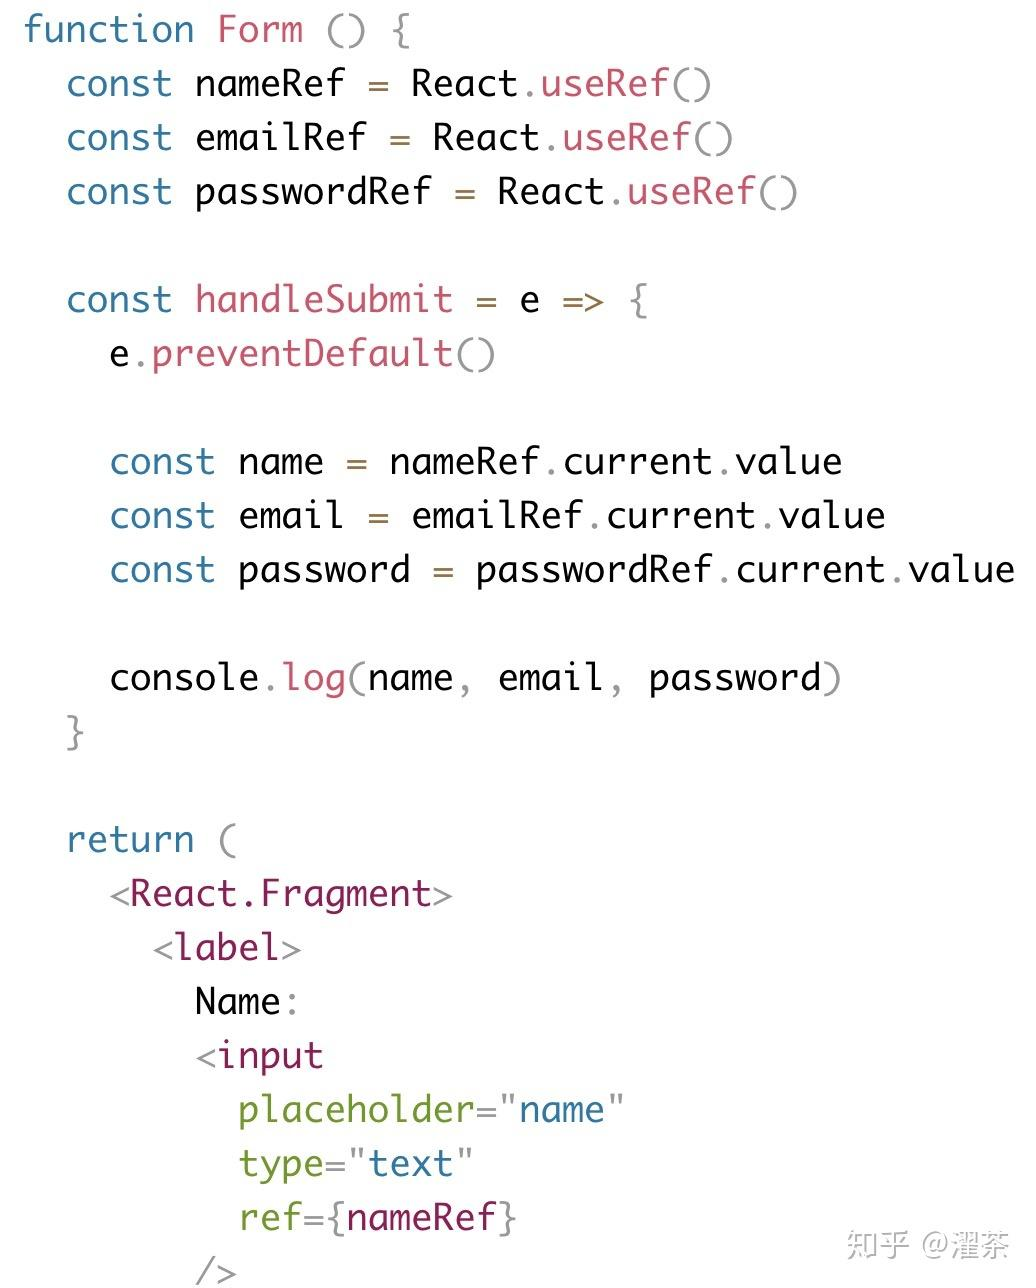 function Form () {
  const nameRef = React.useRef()
  const emailRef = React.useRef()
  const passwordRef = React.useRef()

  const handleSubmit = e => {
    e.preventDefault()

    const name = nameRef.current.value
    const email = emailRef.current.value
    const password = passwordRef.current.value

    console.log(name, email, password)
  }

  return (
    <React.Fragment>
      <label>
        Name:
        <input
          placeholder="name"
          type="text"
          ref={nameRef}
        />
知乎 @濯茶